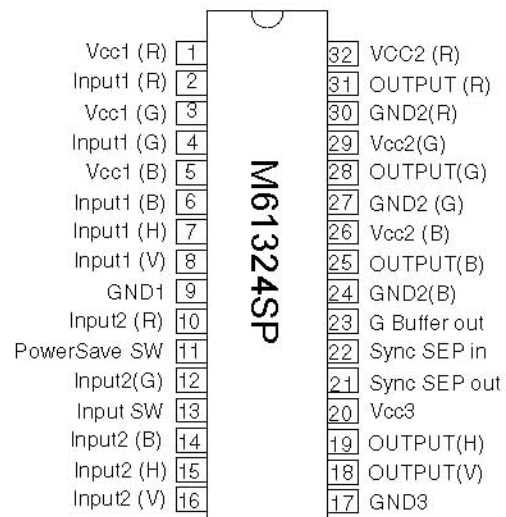 Vcc1 (R) 1
Input1 (R) 2
Vcc1 (G) 3
Input1 (G) 4
Vcc1 (B) 5
Input1 (B) 6
Input1 (H) 7
Input1 (V) 8
GND1 9
Input2 (R) 10
PowerSave SW 11
Input2(G) 12
Input SW 13
Input2 (B) 14
Input2 (H) 15
Input2 (V) 16
M61324SP
32 VCC2 (R)
31 OUTPUT (R)
30 GND2(R)
29 Vcc2(G)
28 OUTPUT(G)
27 GND2 (G)
26 Vcc2 (B)
25 OUTPUT(B)
24 GND2(B)
23 G Buffer out
22 Sync SEP in
21 Sync SEP out
20 Vcc3
19 OUTPUT(H)
18 OUTPUT(V)
17 GND3